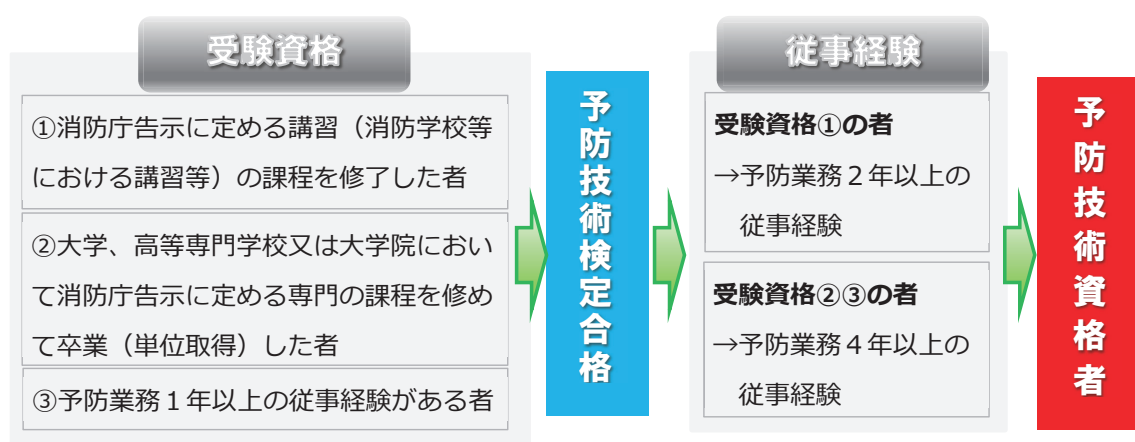 受験資格
①消防庁告示に定める講習（消防学校等
における講習等）の課程を修了した者
②大学、高等専門学校又は大学院におい
て消防庁告示に定める専門の課程を修め
て卒業（単位取得）した者
③予防業務１年以上の従事経験がある者
予防技術検定合格
従事経験
受験資格①の者
→予防業務２年以上の
従事経験
受験資格②③の者
→予防業務４年以上の
従事経験
予防技術資格者